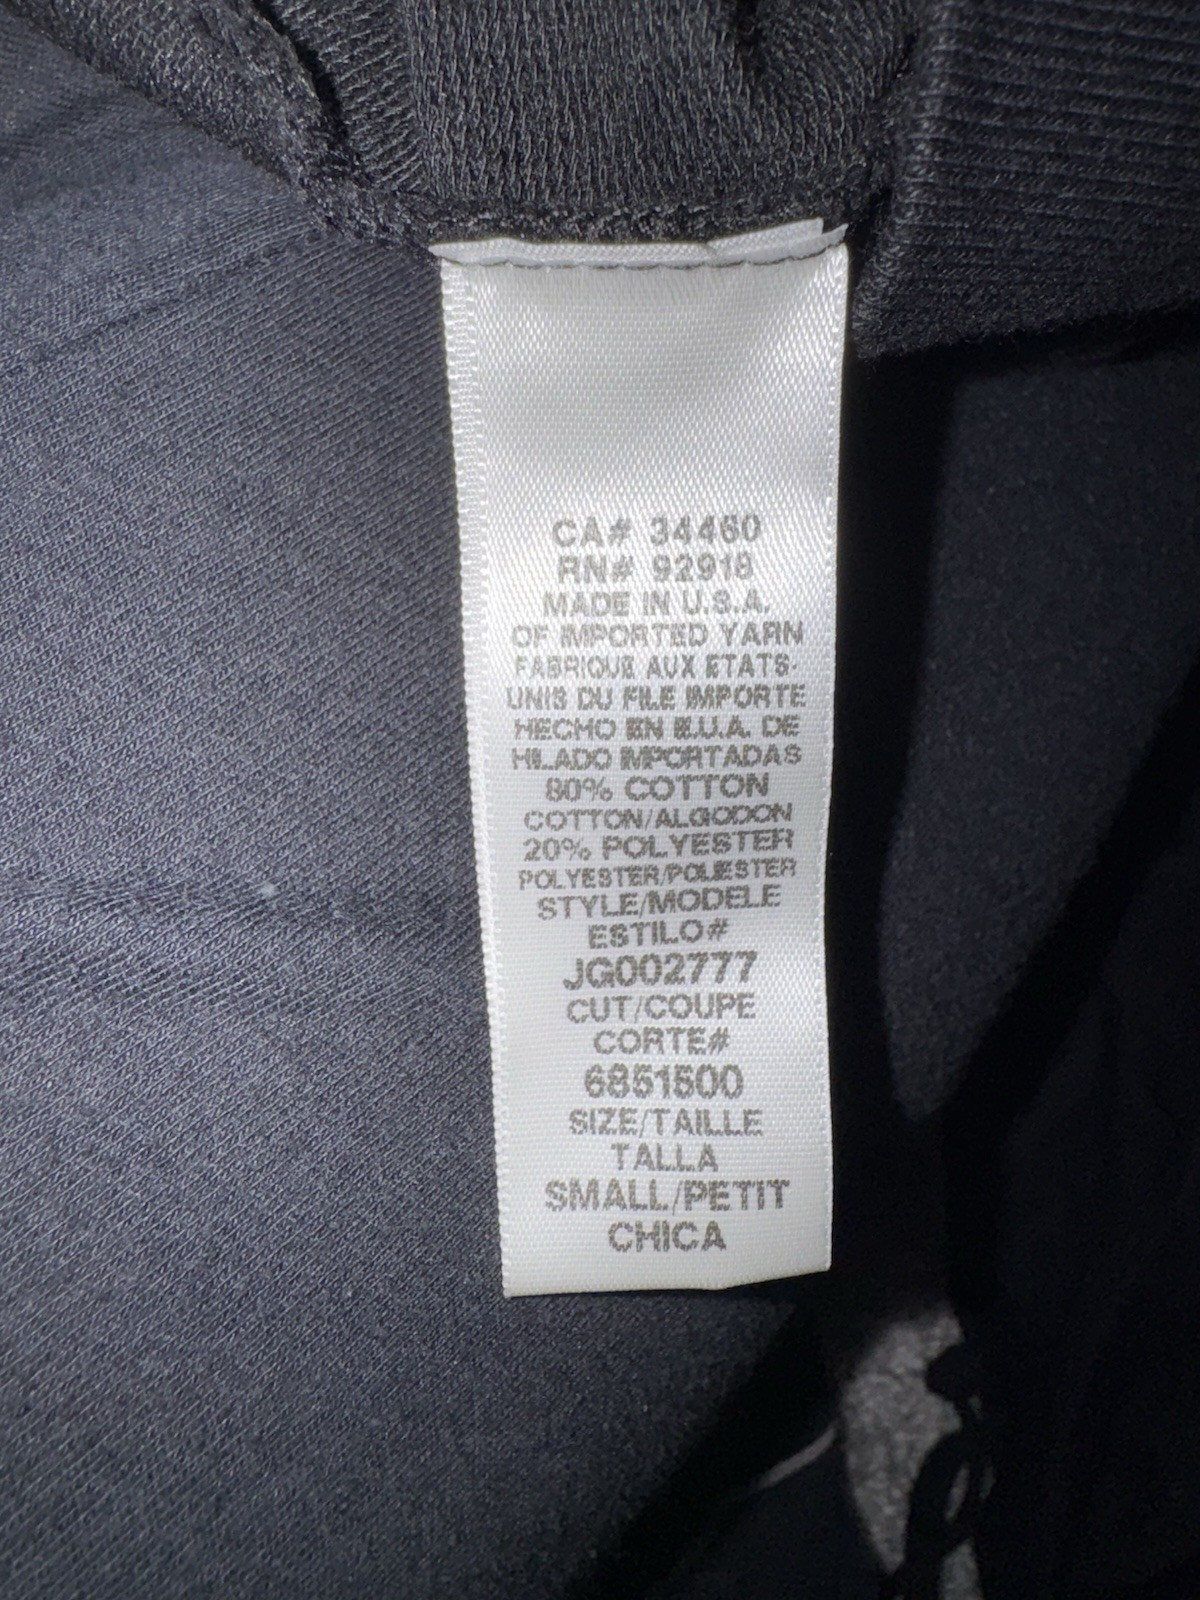 CA# 34460
RN# 92918
MADE IN U.S.A.
OF IMPORTED YARN
FABRIQUE AUX ETATS-
UNIS DU FILE IMPORTE
HECHO EN E.U.A. DE
HILADO IMPORTADAS
80% COTTON
COTTON/ALGODON
20% POLYESTER
POLYESTER/POLIESTER
STYLE/MODELE
ESTILO#
JG002777
CUT/COUPE
CORTE#
6851500
SIZE/TAILLE
TALLA
SMALL/PETIT
CHICA